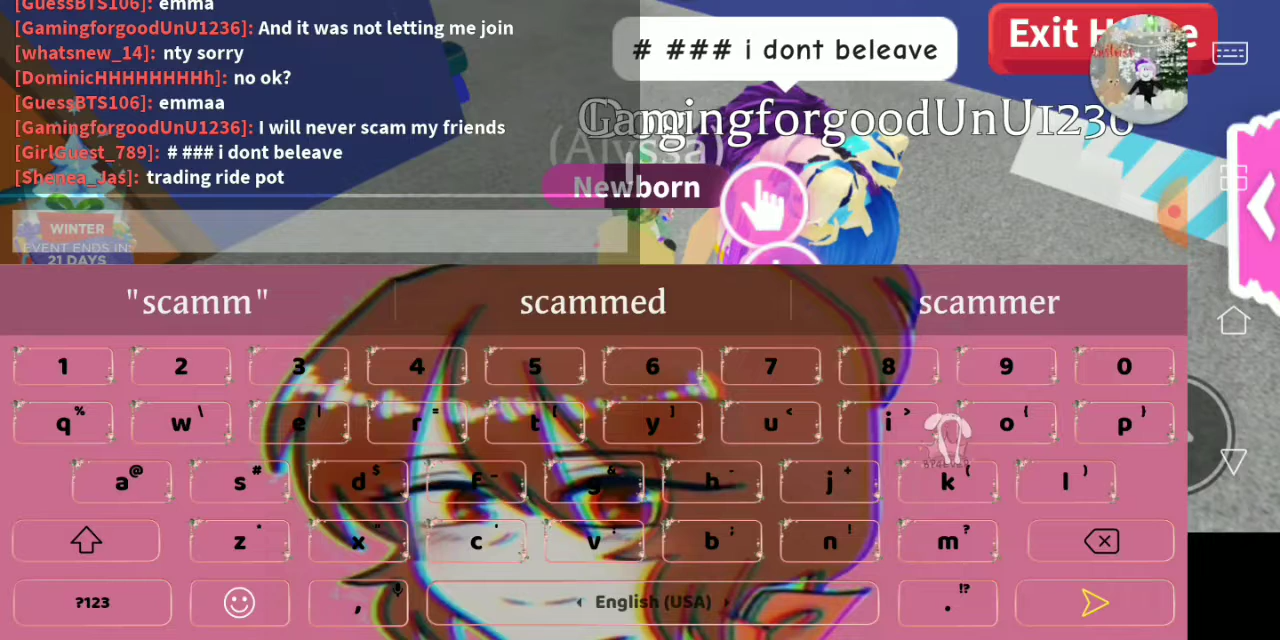 [GuessBTS106]: emma
[GamingforgoodUnU1236]: And it was not letting me join
[whatsnew_14]: nty sorry
[DominicHHHHHHHHh]: no ok?
[GuessBTS106]: emmaa
[GamingforgoodUnU1236]: I will never scam my friends
[GirlGuest_789]: # ### i dont beleave
[Shenea_Jas]: trading ride pot
# ### i dont beleave
Exit
GamingforgoodUnU1236
(Alyssa)
Newborn
WINTER
EVENT ENDS IN:
21 DAYS
"scamm" scammed scammer
1 2 3 4 5 6 7 8 9 0
q % w \ e | r = t [ y ] u < i > o { p }
a @ s # d $ f - g & h - j + k ( l )
z x " c ' v : b ; n ! m ?
?123 , English (USA) . !?